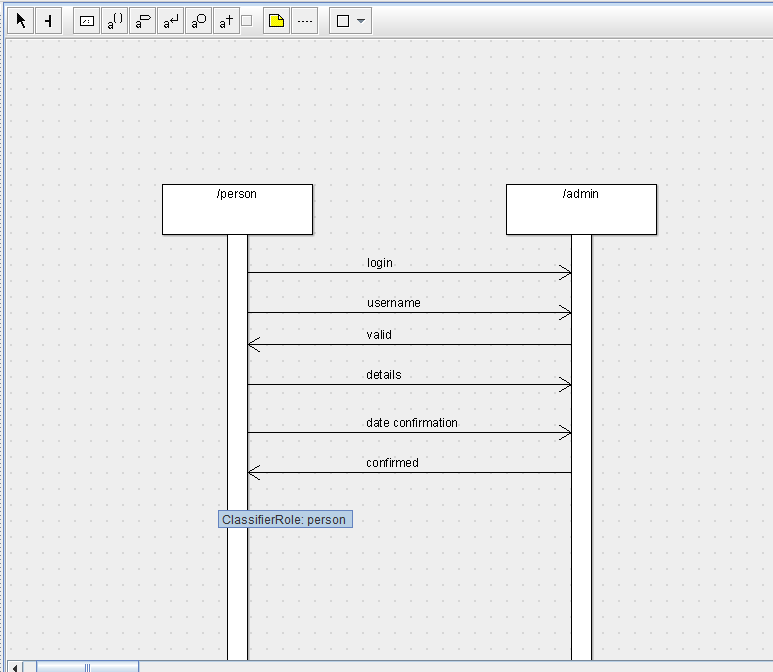 a()
a
a
a
a
/person
/admin
login
username
valid
details
date confirmation
confirmed
ClassifierRole: person